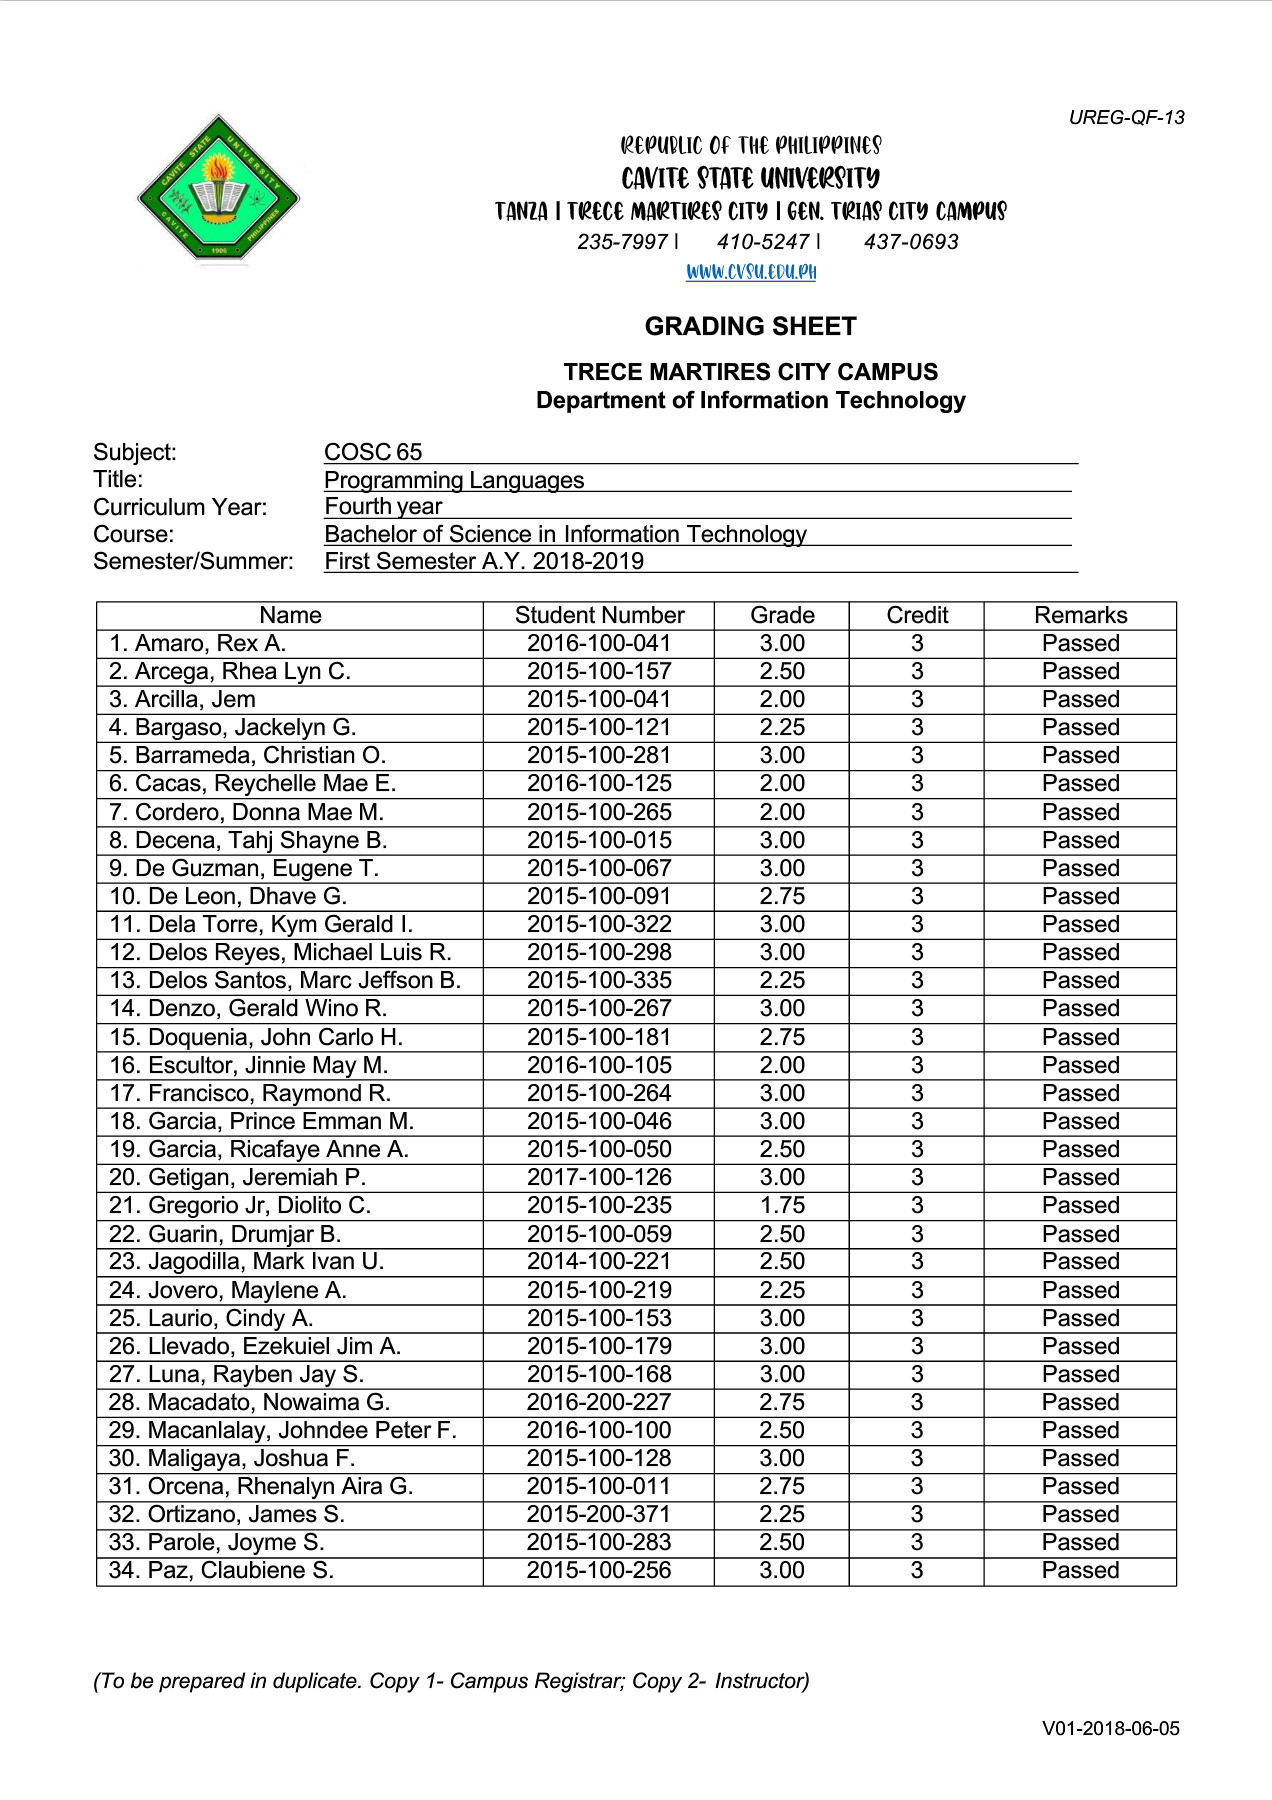 UREG-QF-13
REPUBLIC OF THE PHILIPPINES
CAVITE STATE UNIVERSITY
TANZA | TRECE MARTIRES CITY | GEN. TRIAS CITY CAMPUS
235-7997 | 410-5247 | 437-0693
WWW.CVSU.EDU.PH
CAVITE STATE UNIVERSITY
CAVITE PHILIPPINES
1906
GRADING SHEET
TRECE MARTIRES CITY CAMPUS
Department of Information Technology
Subject: COSC 65
Title: Programming Languages
Curriculum Year: Fourth year
Course: Bachelor of Science in Information Technology
Semester/Summer: First Semester A.Y. 2018-2019
Name Student Number Grade Credit Remarks
1. Amaro, Rex A. 2016-100-041 3.00 3 Passed
2. Arcega, Rhea Lyn C. 2015-100-157 2.50 3 Passed
3. Arcilla, Jem 2015-100-041 2.00 3 Passed
4. Bargaso, Jackelyn G. 2015-100-121 2.25 3 Passed
5. Barrameda, Christian O. 2015-100-281 3.00 3 Passed
6. Cacas, Reychelle Mae E. 2016-100-125 2.00 3 Passed
7. Cordero, Donna Mae M. 2015-100-265 2.00 3 Passed
8. Decena, Tahj Shayne B. 2015-100-015 3.00 3 Passed
9. De Guzman, Eugene T. 2015-100-067 3.00 3 Passed
10. De Leon, Dhave G. 2015-100-091 2.75 3 Passed
11. Dela Torre, Kym Gerald I. 2015-100-322 3.00 3 Passed
12. Delos Reyes, Michael Luis R. 2015-100-298 3.00 3 Passed
13. Delos Santos, Marc Jeffson B. 2015-100-335 2.25 3 Passed
14. Denzo, Gerald Wino R. 2015-100-267 3.00 3 Passed
15. Doquenia, John Carlo H. 2015-100-181 2.75 3 Passed
16. Escultor, Jinnie May M. 2016-100-105 2.00 3 Passed
17. Francisco, Raymond R. 2015-100-264 3.00 3 Passed
18. Garcia, Prince Emman M. 2015-100-046 3.00 3 Passed
19. Garcia, Ricafaye Anne A. 2015-100-050 2.50 3 Passed
20. Getigan, Jeremiah P. 2017-100-126 3.00 3 Passed
21. Gregorio Jr, Diolito C. 2015-100-235 1.75 3 Passed
22. Guarin, Drumjar B. 2015-100-059 2.50 3 Passed
23. Jagodilla, Mark Ivan U. 2014-100-221 2.50 3 Passed
24. Jovero, Maylene A. 2015-100-219 2.25 3 Passed
25. Laurio, Cindy A. 2015-100-153 3.00 3 Passed
26. Llevado, Ezekuiel Jim A. 2015-100-179 3.00 3 Passed
27. Luna, Rayben Jay S. 2015-100-168 3.00 3 Passed
28. Macadato, Nowaima G. 2016-200-227 2.75 3 Passed
29. Macanlalay, Johndee Peter F. 2016-100-100 2.50 3 Passed
30. Maligaya, Joshua F. 2015-100-128 3.00 3 Passed
31. Orcena, Rhenalyn Aira G. 2015-100-011 2.75 3 Passed
32. Ortizano, James S. 2015-200-371 2.25 3 Passed
33. Parole, Joyme S. 2015-100-283 2.50 3 Passed
34. Paz, Claubiene S. 2015-100-256 3.00 3 Passed
(To be prepared in duplicate. Copy 1- Campus Registrar; Copy 2- Instructor)
V01-2018-06-05